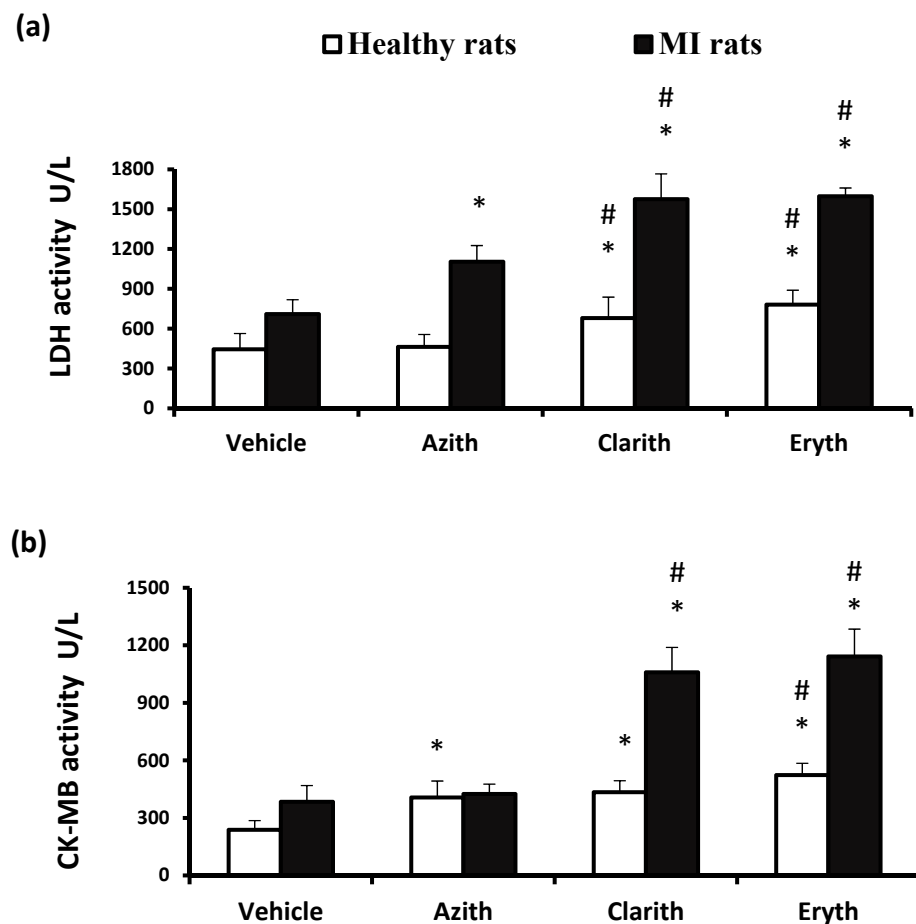 (a)
Healthy rats MI rats
# #
* *
1800
* # #
1500
* *
1200
900
600
300
0
LDH activity U/L
Vehicle Azith Clarith Eryth
(b)
# #
1500
* *
1200
#
900
* * *
600
300
0
CK-MB activity U/L
Vehicle Azith Clarith Eryth